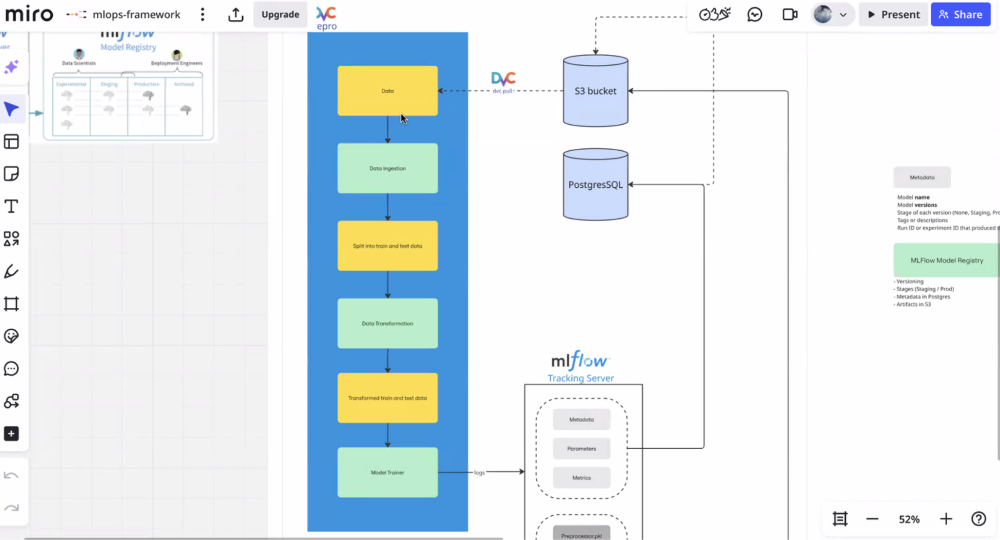 miro
mlops-framework
Upgrade
DVC
epro
Present
Share
mlflow
Model Registry
Data Scientists
Deployment Engineers
Experimental
Staging
Production
Archived
Data
DVC
dvc pull
S3 bucket
Data Ingestion
PostgresSQL
Metadata
Model name
Model versions
Stage of each version (None, Staging, Pro
Tags or descriptions
Run ID or experiment ID that produced
Split into train and test data
MLFlow Model Registry
- Versioning
- Stages (Staging / Prod)
- Metadata in Postgres
- Artifacts in S3
Data Transformation
mlflow
Tracking Server
Transformed train and test data
Metadata
Parameters
Model Trainer
logs
Metrics
Preprocessor.pkl
52%